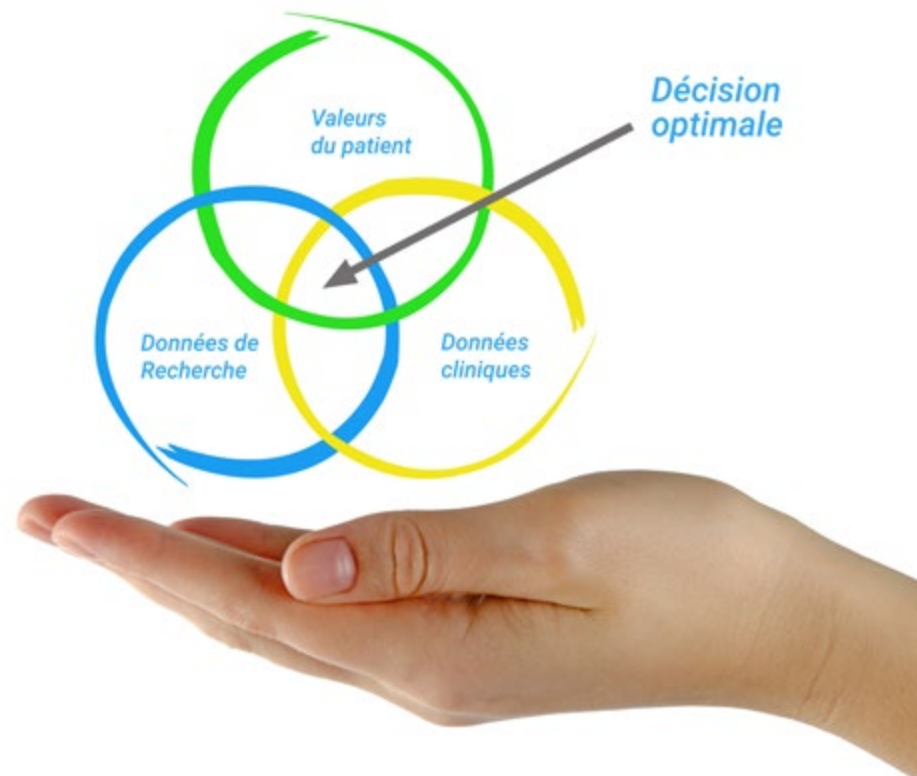 Valeurs
du patient
Décision
optimale
Données de
Recherche
Données
cliniques